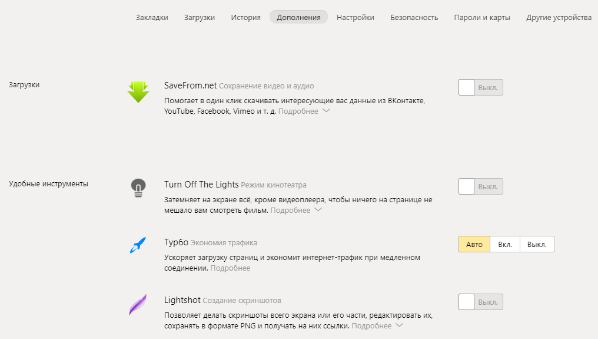 Закладки Загрузки История Дополнения Настройки Безопасность Пароли и карты Другие устройства
Загрузки
SaveFrom.net Сохранение видео и аудио
Выкл.
Помогает в один клик скачивать интересующие вас данные из ВКонтакте,
YouTube, Facebook, Vimeo и т. д. Подробнее
Удобные инструменты
Turn Off The Lights Режим кинотеатра
Выкл.
Затемняет на экране всё, кроме видеоплеера, чтобы ничего на странице не
мешало вам смотреть фильм. Подробнее
Турбо Экономия трафика
Авто Вкл. Выкл.
Ускоряет загрузку страниц и экономит интернет-трафик при медленном
соединении. Подробнее
Lightshot Создание скриншотов
Выкл.
Позволяет делать скриншоты всего экрана или его части, редактировать их,
сохранять в формате PNG и получать на них ссылки. Подробнее